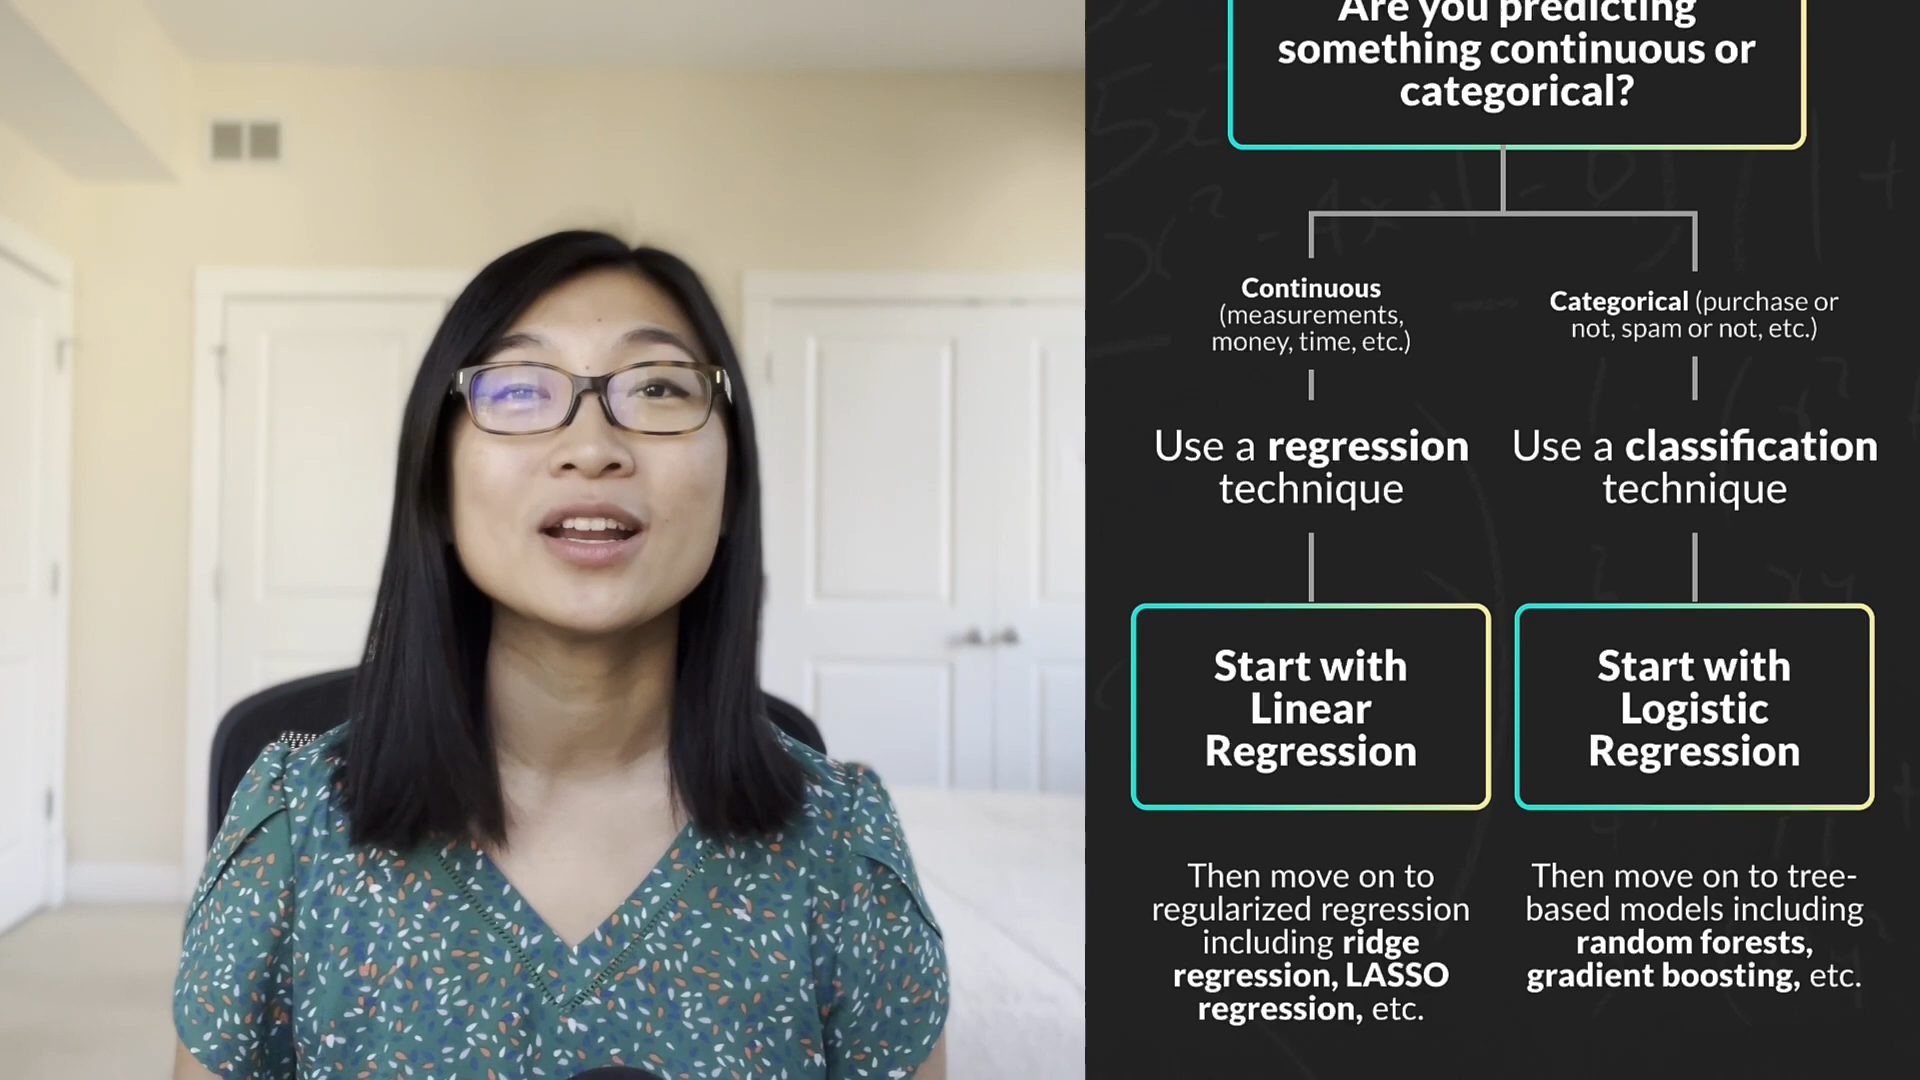 Are you predicting
something continuous or
categorical?
Continuous
(measurements,
money, time, etc.)
Use a regression
technique
Start with
Linear
Regression
Then move on to
regularized regression
including ridge
regression, LASSO
regression, etc.
Categorical (purchase or
not, spam or not, etc.)
Use a classification
technique
Start with
Logistic
Regression
Then move on to tree-
based models including
random forests,
gradient boosting, etc.